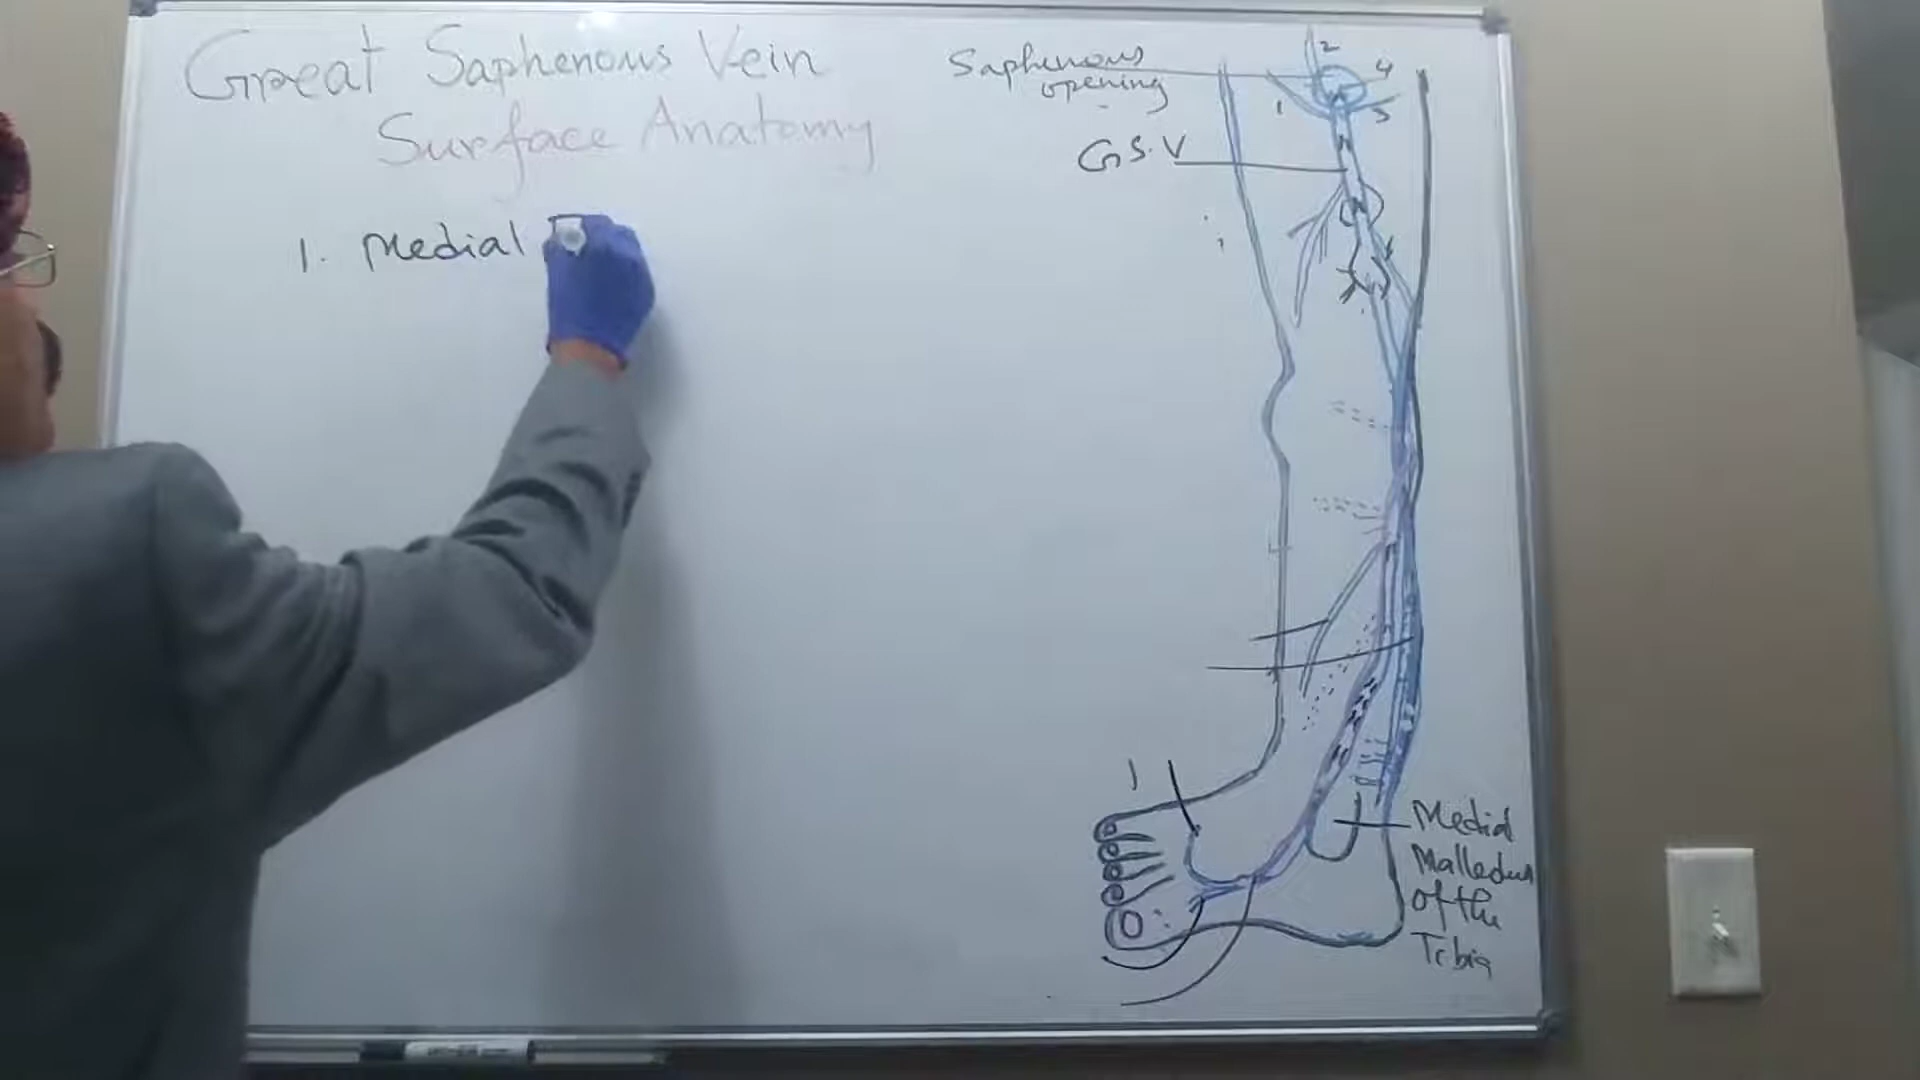 Great Saphenous Vein
Surface Anatomy
1. Medial
Saphenous
opening
G.S.V
2
4
1
3
1
Medial
Malleolus
of the
Tibia